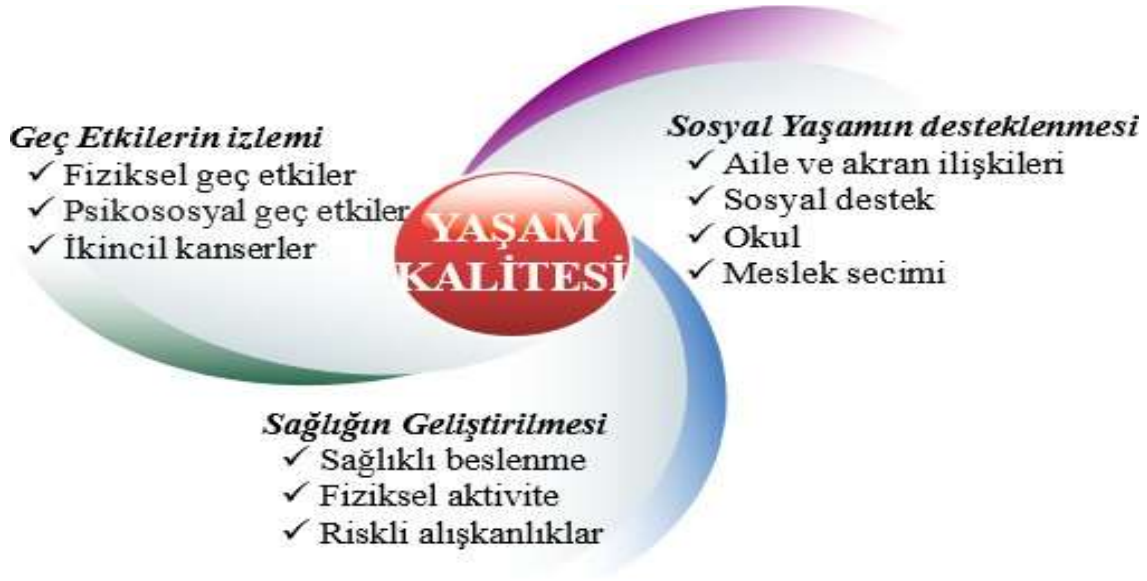 Geç Etkilerin izlemi
✓ Fiziksel geç etkiler
✓ Psikososyal geç etkiler
✓ İkincil kanserler
YAŞAM
KALİTESİ
Sosyal Yaşamın desteklenmesi
✓ Aile ve akran ilişkileri
✓ Sosyal destek
✓ Okul
✓ Meslek secimi
Sağlığın Geliştirilmesi
✓ Sağlıklı beslenme
✓ Fiziksel aktivite
✓ Riskli alışkanlıklar